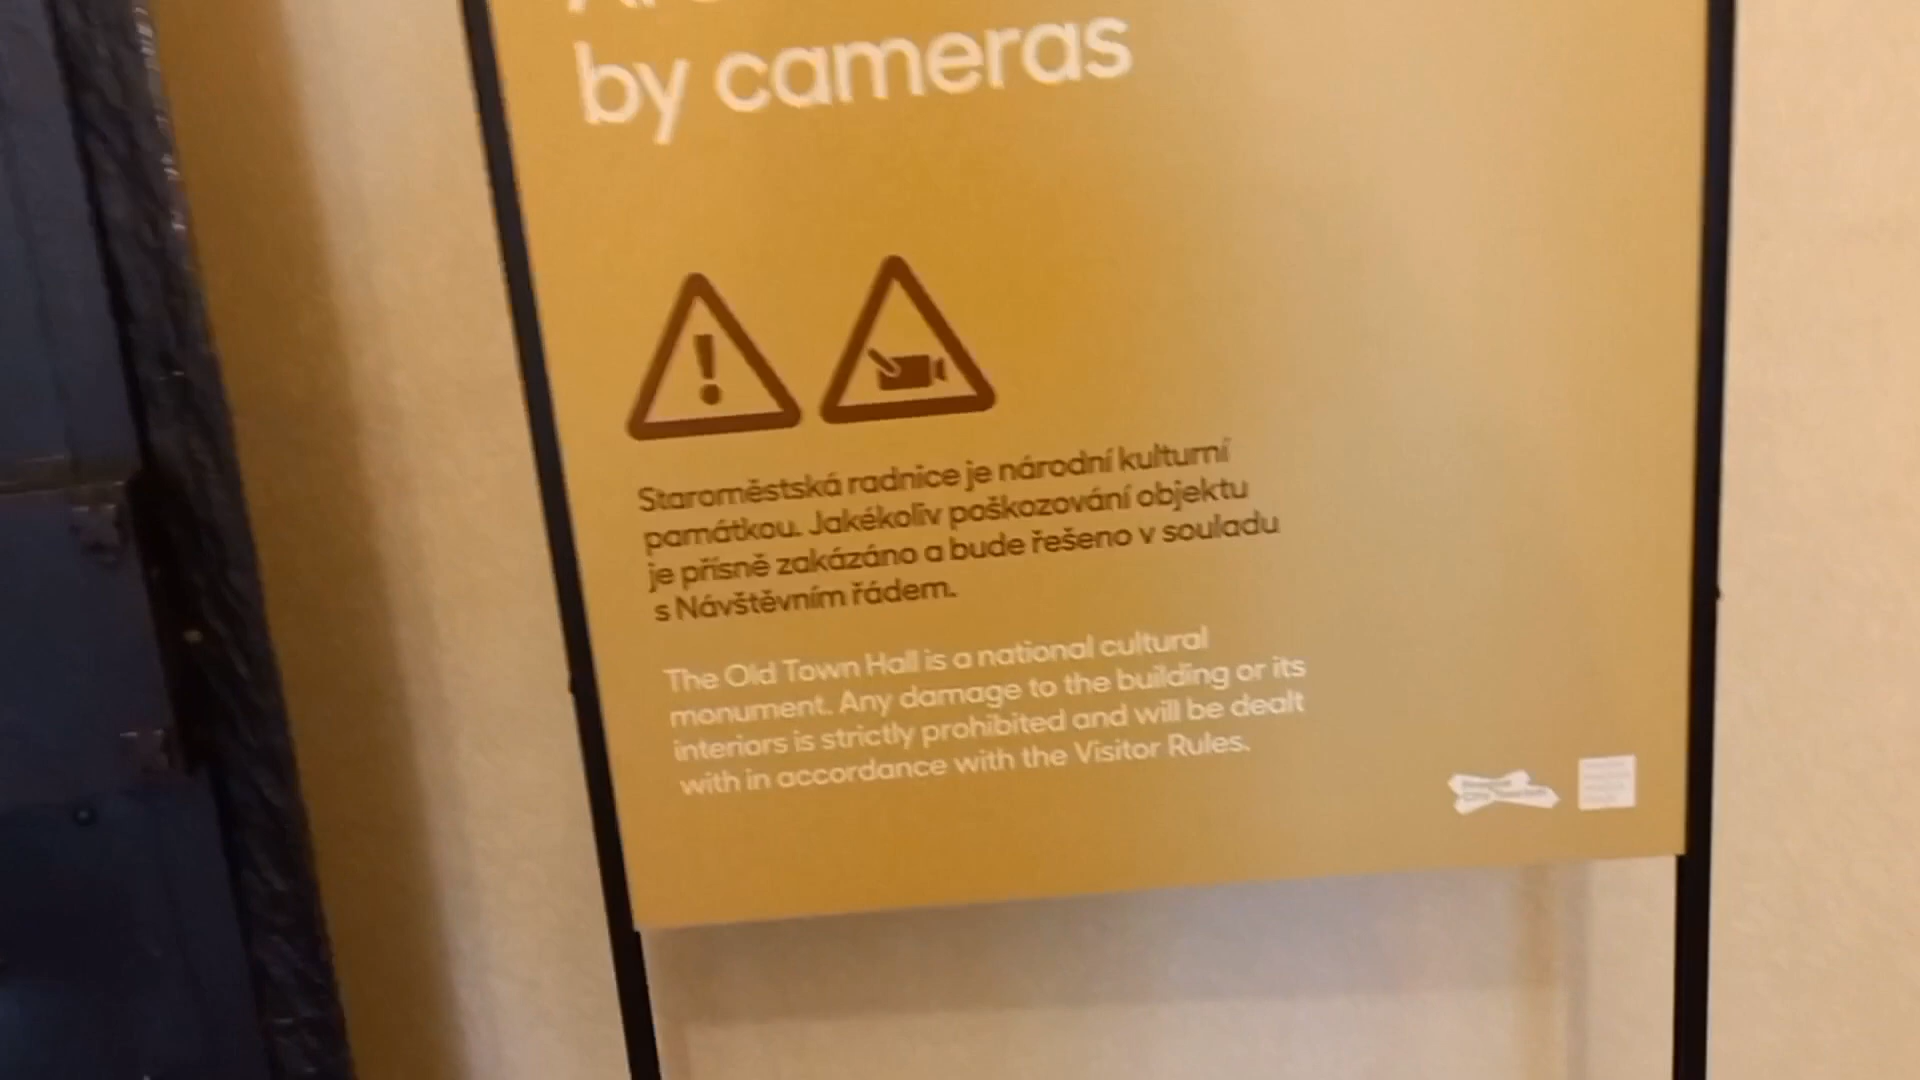 by cameras
Staroměstská radnice je národní kulturní
památkou. Jakékoliv poškozování objektu
je přísně zakázáno a bude řešeno v souladu
s Návštěvním řádem.
The Old Town Hall is a national cultural
monument. Any damage to the building or its
interiors is strictly prohibited and will be dealt
with in accordance with the Visitor Rules.